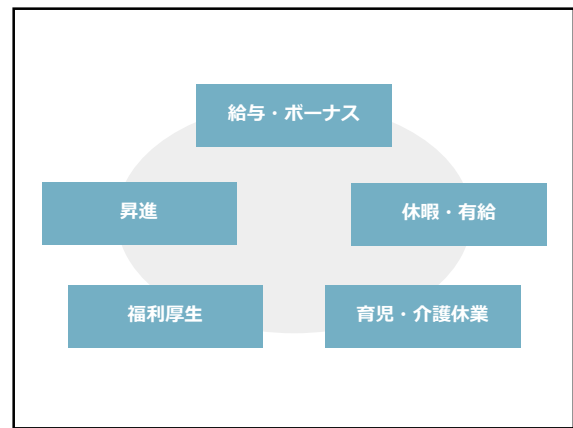 給与・ボーナス
昇進
休暇・有給
福利厚生
育児・介護休業